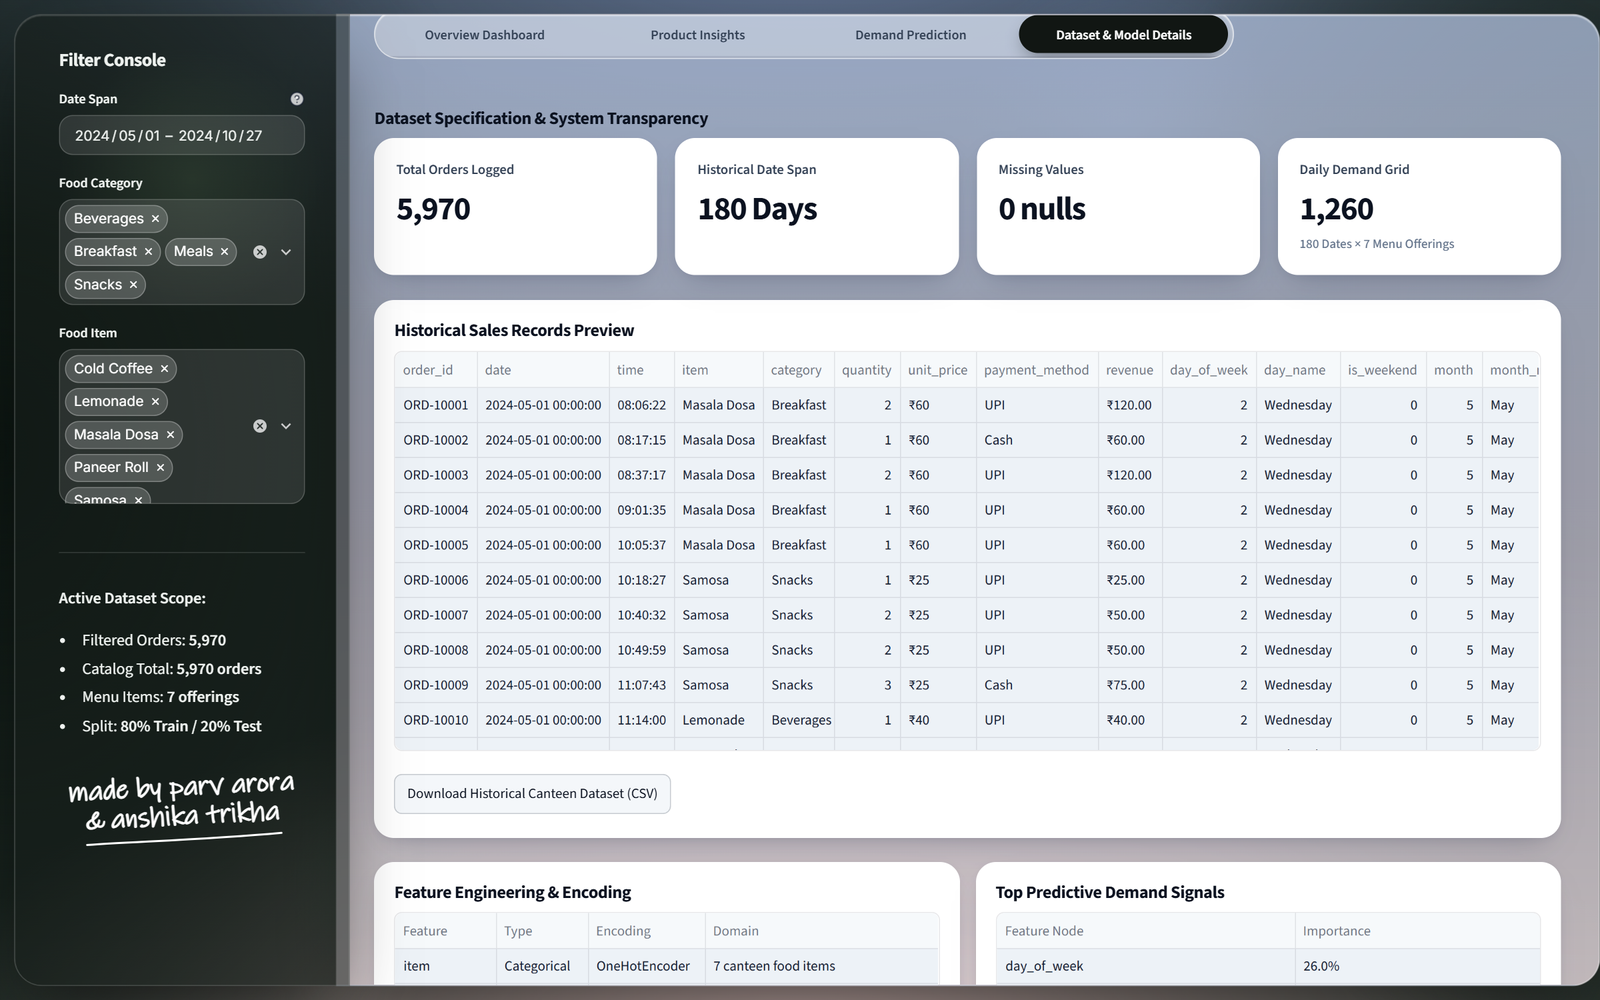 Filter Console
Date Span
2024/05/01 – 2024/10/27
Food Category
Beverages ×
Breakfast × Meals ×
Snacks ×
Food Item
Cold Coffee ×
Lemonade ×
Masala Dosa ×
Paneer Roll ×
Samosa ×
Active Dataset Scope:
• Filtered Orders: 5,970
• Catalog Total: 5,970 orders
• Menu Items: 7 offerings
• Split: 80% Train / 20% Test
made by parv arora
& anshika trikha
Overview Dashboard Product Insights Demand Prediction Dataset & Model Details
Dataset Specification & System Transparency
Total Orders Logged
5,970
Historical Date Span
180 Days
Missing Values
0 nulls
Daily Demand Grid
1,260
180 Dates × 7 Menu Offerings
Historical Sales Records Preview
order_id date time item category quantity unit_price payment_method revenue day_of_week day_name is_weekend month
ORD-10001 2024-05-01 00:00:00 08:06:22 Masala Dosa Breakfast 2 ₹60 UPI ₹120.00 2 Wednesday 0 5 May
ORD-10002 2024-05-01 00:00:00 08:17:15 Masala Dosa Breakfast 1 ₹60 Cash ₹60.00 2 Wednesday 0 5 May
ORD-10003 2024-05-01 00:00:00 08:37:17 Masala Dosa Breakfast 2 ₹60 UPI ₹120.00 2 Wednesday 0 5 May
ORD-10004 2024-05-01 00:00:00 09:01:35 Masala Dosa Breakfast 1 ₹60 UPI ₹60.00 2 Wednesday 0 5 May
ORD-10005 2024-05-01 00:00:00 10:05:37 Masala Dosa Breakfast 1 ₹60 UPI ₹60.00 2 Wednesday 0 5 May
ORD-10006 2024-05-01 00:00:00 10:18:27 Samosa Snacks 1 ₹25 UPI ₹25.00 2 Wednesday 0 5 May
ORD-10007 2024-05-01 00:00:00 10:40:32 Samosa Snacks 2 ₹25 UPI ₹50.00 2 Wednesday 0 5 May
ORD-10008 2024-05-01 00:00:00 10:49:59 Samosa Snacks 2 ₹25 UPI ₹50.00 2 Wednesday 0 5 May
ORD-10009 2024-05-01 00:00:00 11:07:43 Samosa Snacks 3 ₹25 Cash ₹75.00 2 Wednesday 0 5 May
ORD-10010 2024-05-01 00:00:00 11:14:00 Lemonade Beverages 1 ₹40 UPI ₹40.00 2 Wednesday 0 5 May
Download Historical Canteen Dataset (CSV)
Feature Engineering & Encoding
Feature Type Encoding Domain
item Categorical OneHotEncoder 7 canteen food items
Top Predictive Demand Signals
Feature Node Importance
day_of_week 26.0%